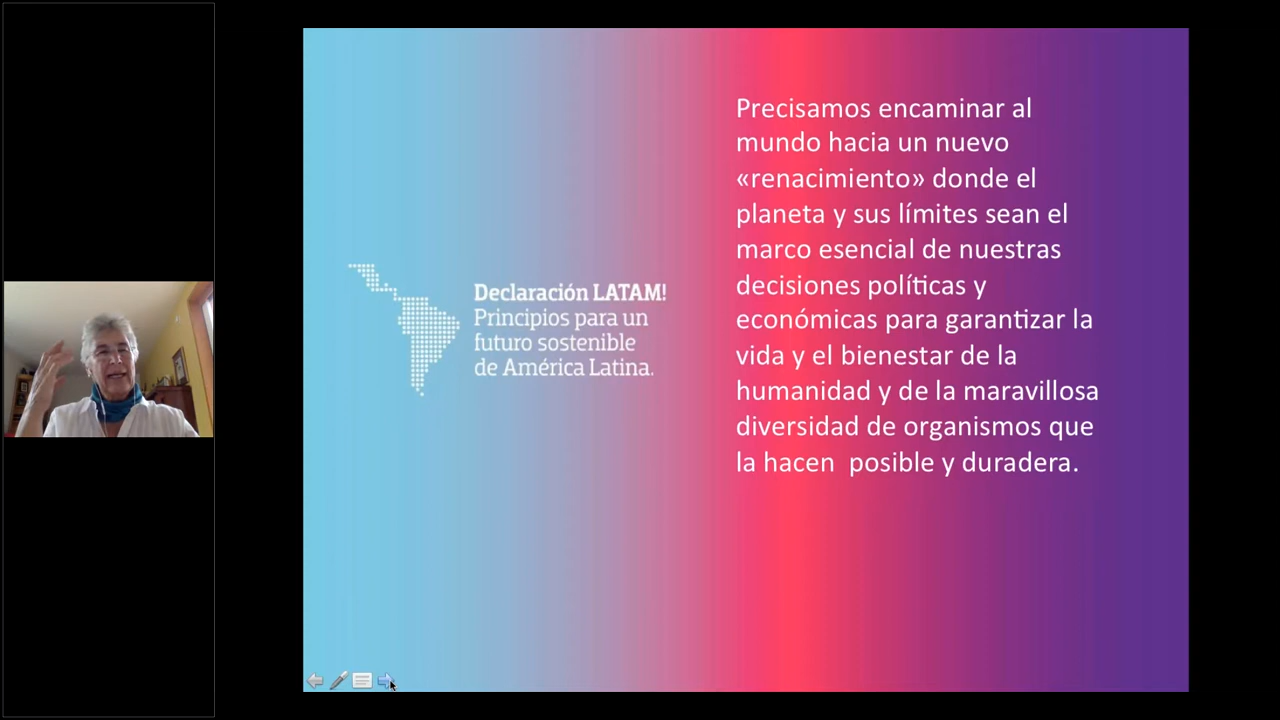 Declaración LATAM!
Principios para un
futuro sostenible
de América Latina.
Precisamos encaminar al
mundo hacia un nuevo
«renacimiento» donde el
planeta y sus límites sean el
marco esencial de nuestras
decisiones políticas y
económicas para garantizar la
vida y el bienestar de la
humanidad y de la maravillosa
diversidad de organismos que
la hacen  posible y duradera.